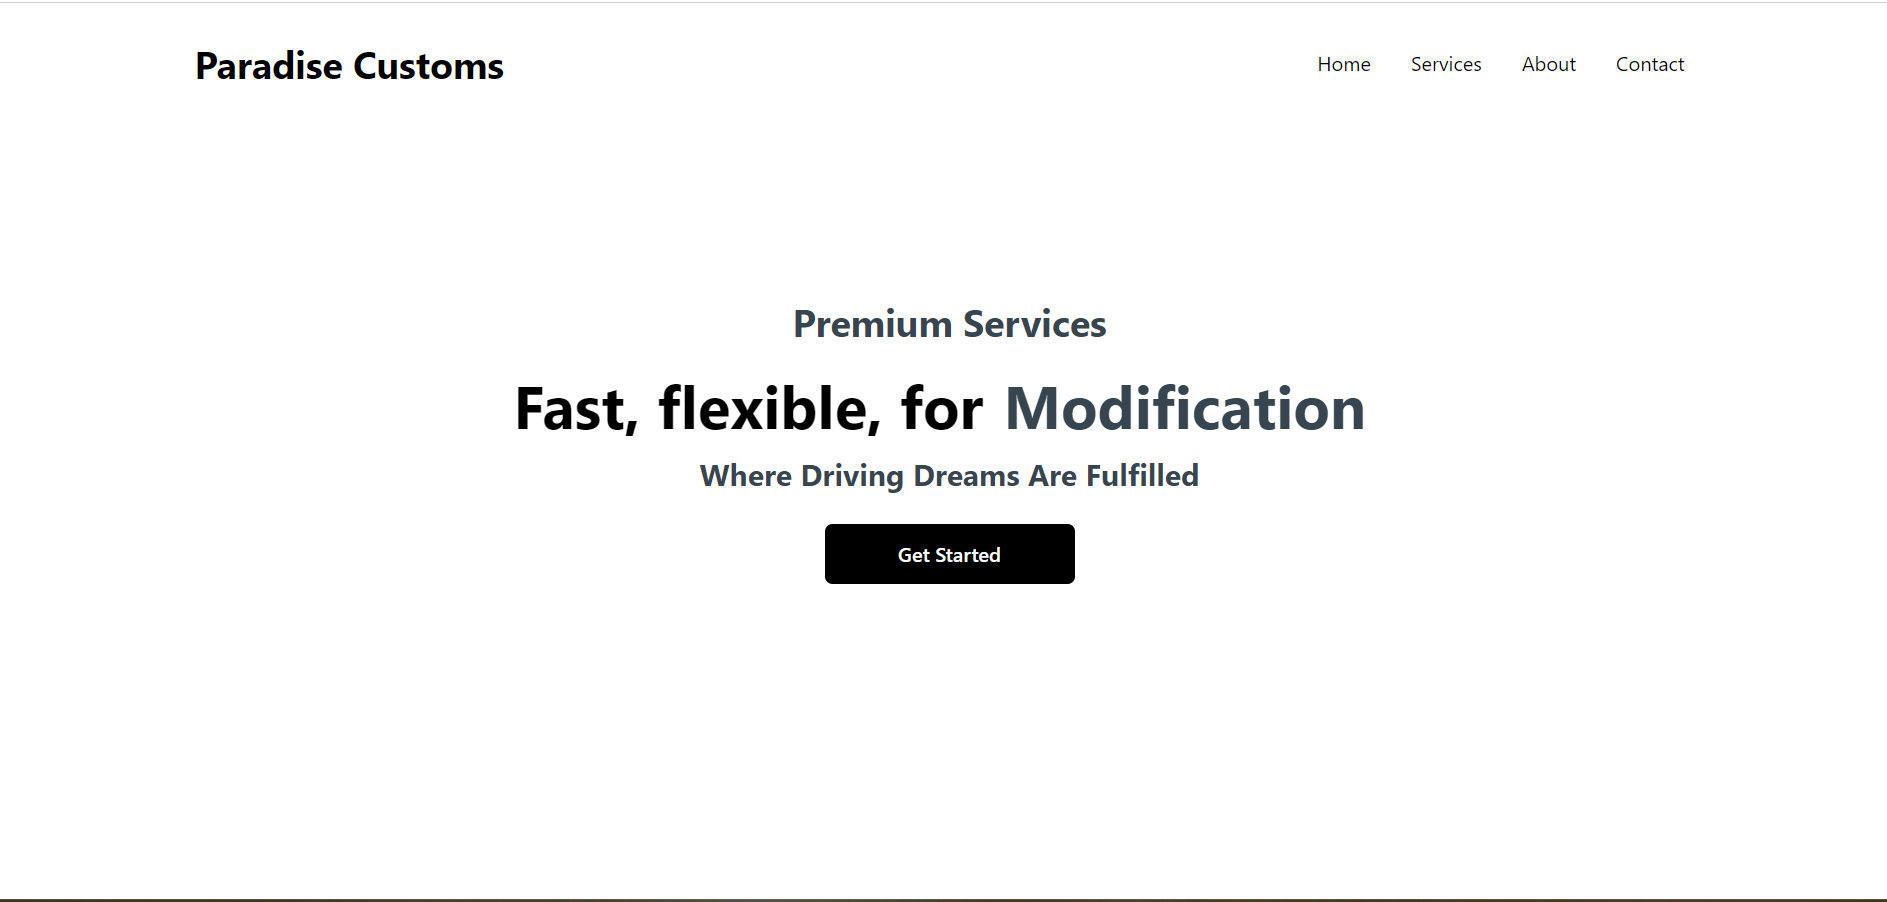 Paradise Customs
Home Services About Contact
Premium Services
Fast, flexible, for Modification
Where Driving Dreams Are Fulfilled
Get Started